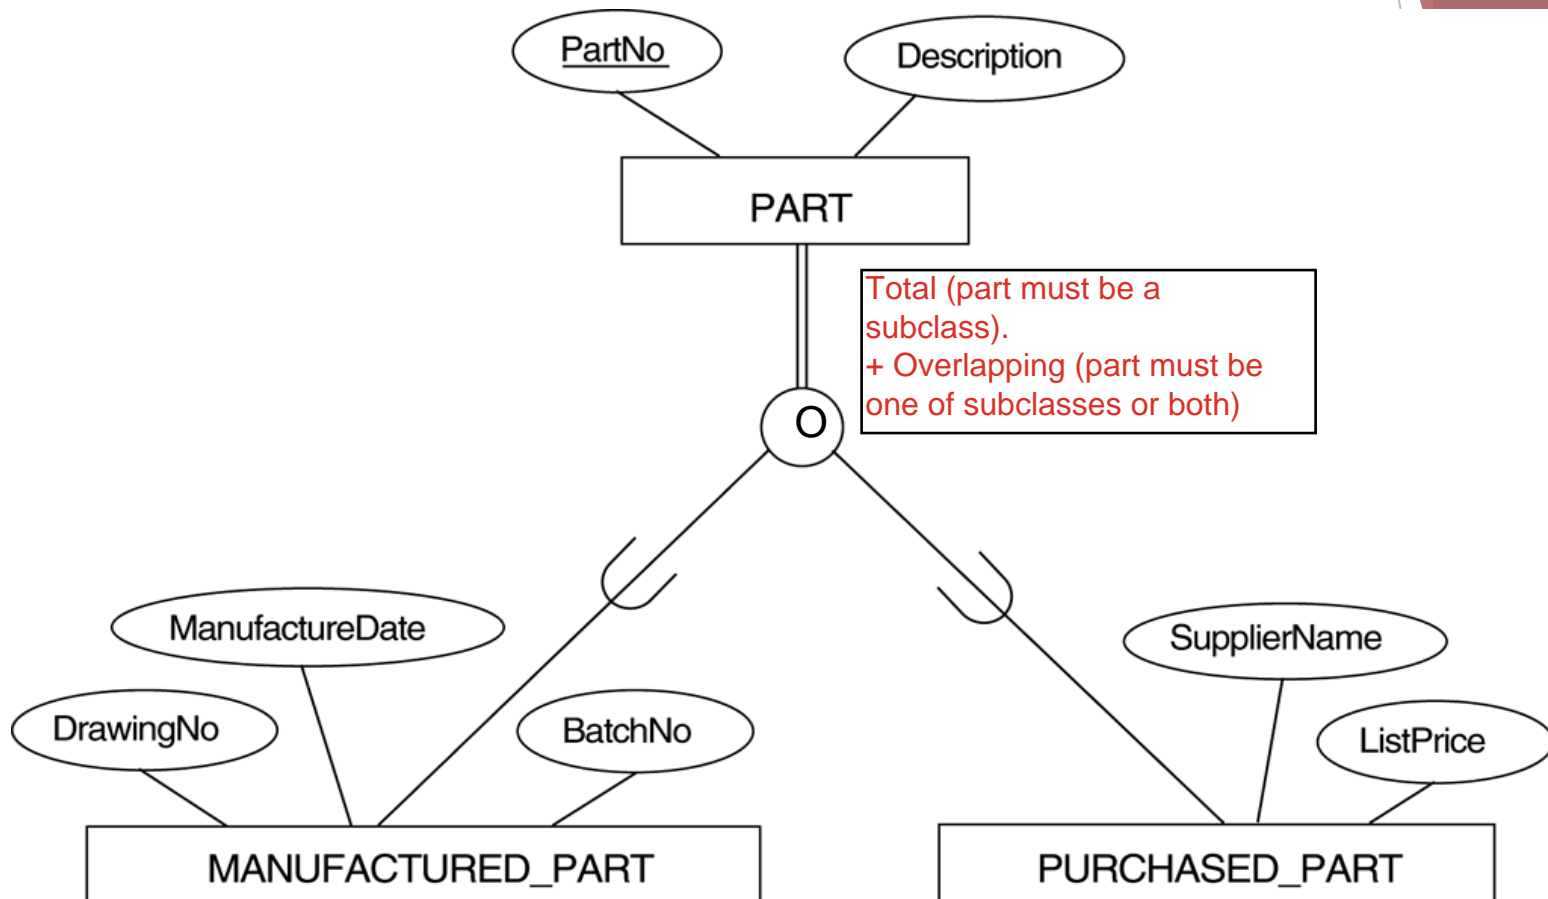 PartNo
Description
PART
Total (part must be a
subclass).
+ Overlapping (part must be
one of subclasses or both)
O
ManufactureDate
SupplierName
DrawingNo
BatchNo
ListPrice
MANUFACTURED_PART
PURCHASED_PART